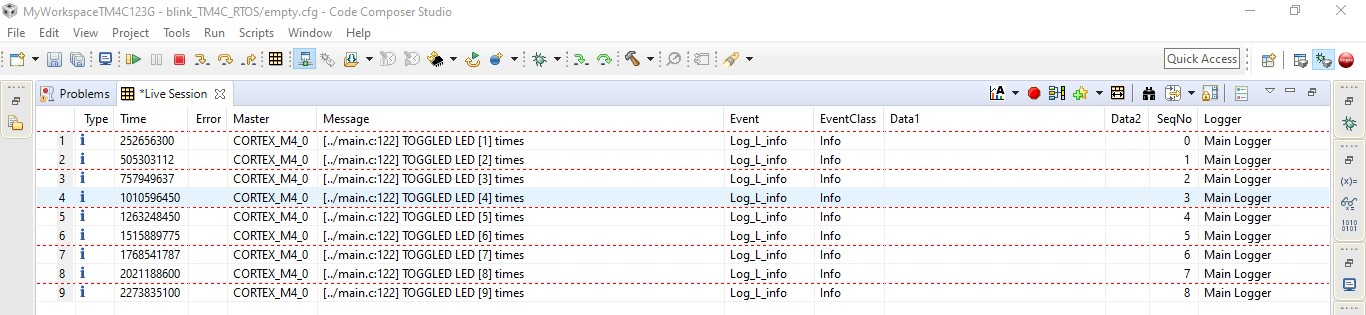 MyWorkspaceTM4C123G - blink_TM4C_RTOS/empty.cfg - Code Composer Studio
File Edit View Project Tools Run Scripts Window Help
Quick Access
Problems *Live Session
Type Time Error Master Message Event EventClass Data1 Data2 SeqNo Logger
1 i 252656300 CORTEX_M4_0 [../main.c:122] TOGGLED LED [1] times Log_L_info Info 0 Main Logger
2 i 505303112 CORTEX_M4_0 [../main.c:122] TOGGLED LED [2] times Log_L_info Info 1 Main Logger
3 i 757949637 CORTEX_M4_0 [../main.c:122] TOGGLED LED [3] times Log_L_info Info 2 Main Logger
4 i 1010596450 CORTEX_M4_0 [../main.c:122] TOGGLED LED [4] times Log_L_info Info 3 Main Logger
5 i 1263248450 CORTEX_M4_0 [../main.c:122] TOGGLED LED [5] times Log_L_info Info 4 Main Logger
6 i 1515889775 CORTEX_M4_0 [../main.c:122] TOGGLED LED [6] times Log_L_info Info 5 Main Logger
7 i 1768541787 CORTEX_M4_0 [../main.c:122] TOGGLED LED [7] times Log_L_info Info 6 Main Logger
8 i 2021188600 CORTEX_M4_0 [../main.c:122] TOGGLED LED [8] times Log_L_info Info 7 Main Logger
9 i 2273835100 CORTEX_M4_0 [../main.c:122] TOGGLED LED [9] times Log_L_info Info 8 Main Logger
(x)=
1010
0101